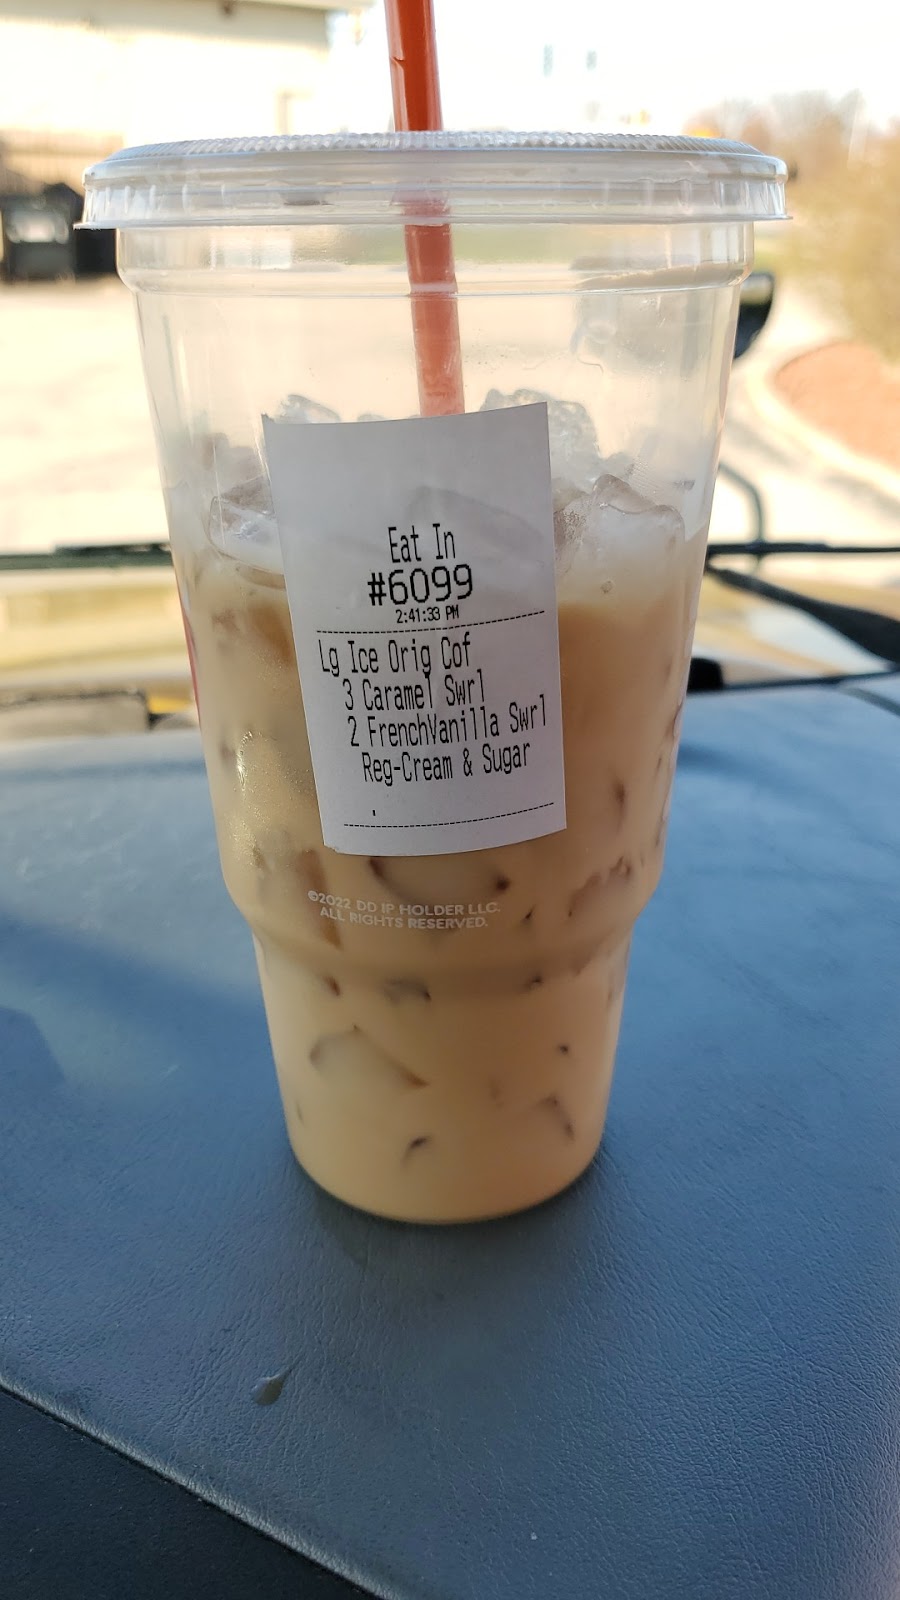 Eat In
#6099
2:41:33 PM
Lg Ice Orig Cof
3 Caramel Swrl
2 FrenchVanilla Swrl
Reg-Cream & Sugar
©2022 DD IP HOLDER LLC.
ALL RIGHTS RESERVED.